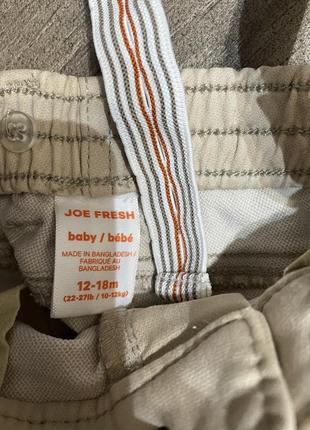 JOE FRESH
baby / bébé
MADE IN BANGLADESH /
FABRIQUÉ AU
BANGLADESH
12-18m
(22-27lb / 10-12kg)